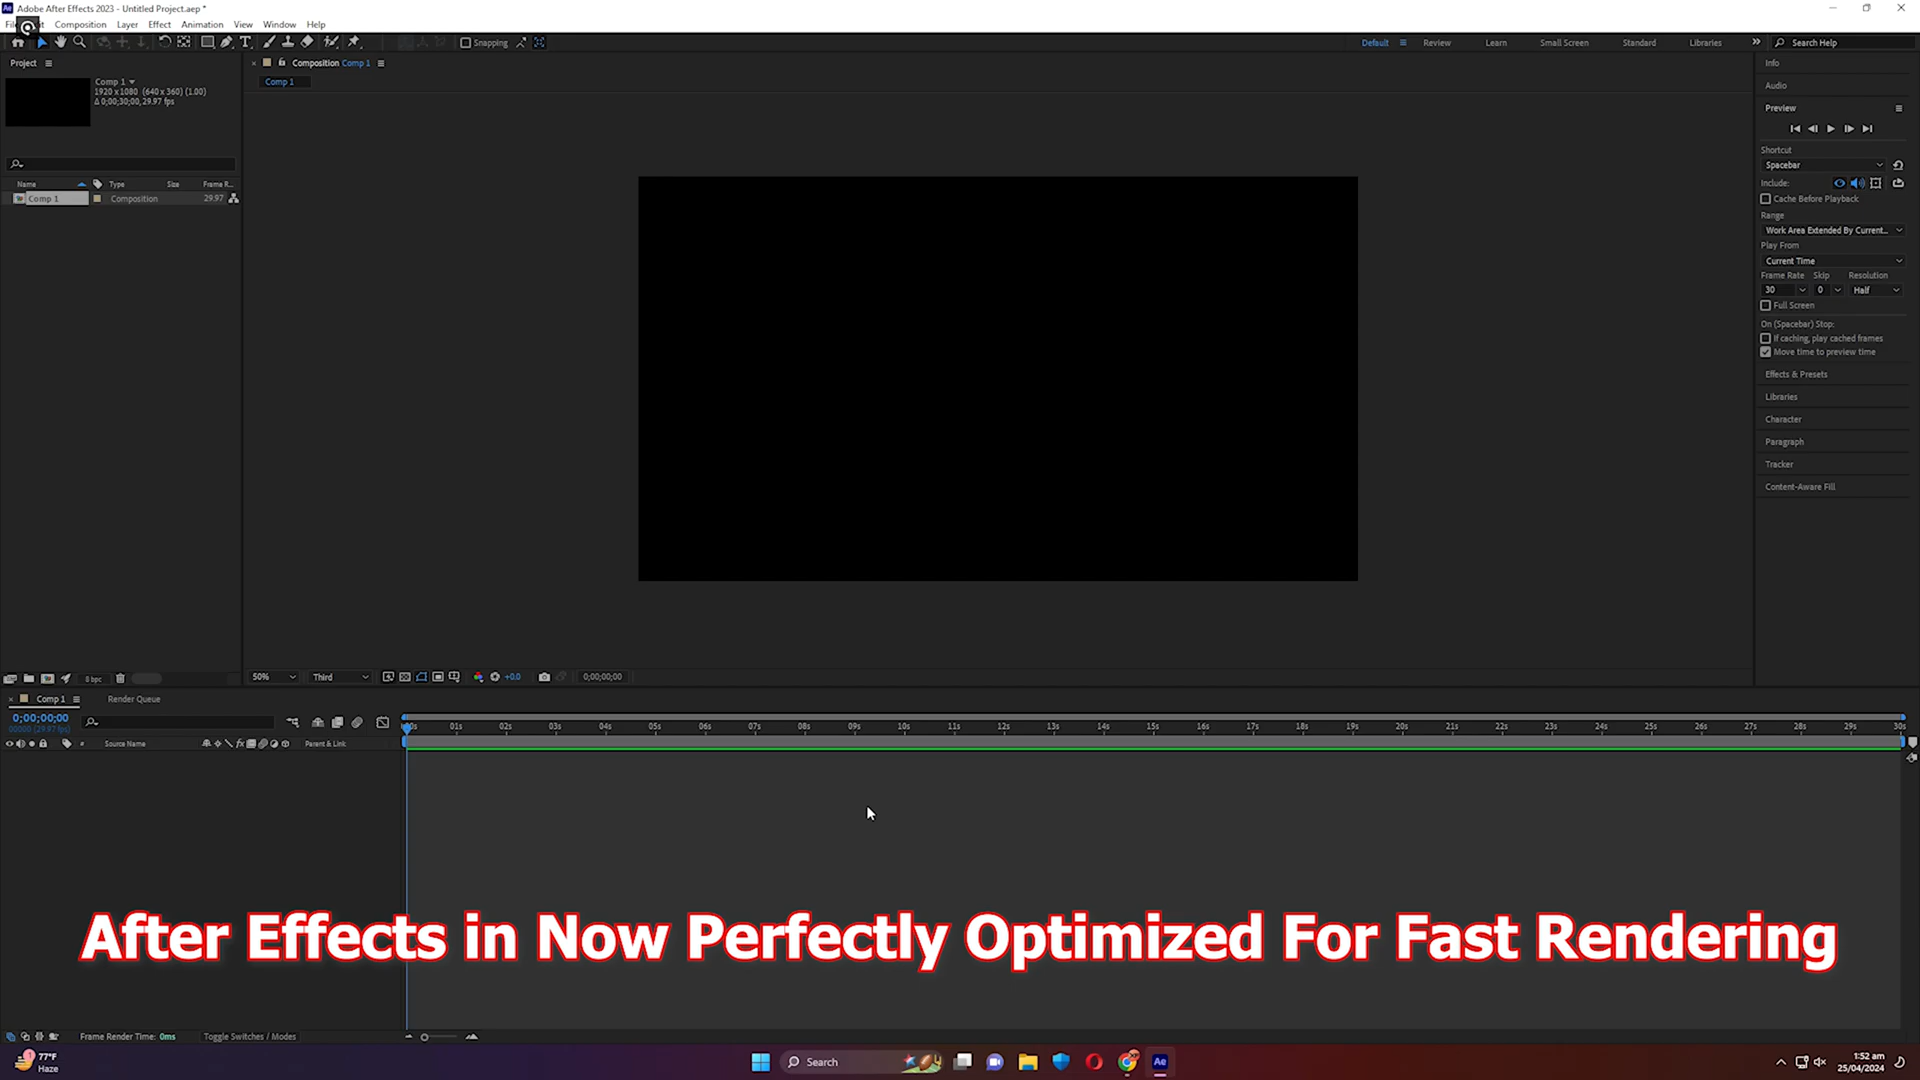 Adobe After Effects 2023 - Untitled Project.aep *
Composition Layer Effect Animation View Window Help
Snapping
Default Review Learn Small Screen Standard Libraries Search Help
Project
Composition Comp 1
Comp 1
Comp 1
1920 x 1080 (640 x 360) (1.00)
Δ 0;00;30;00, 29.97 fps
Name Type Size Frame R...
Comp 1 Composition 29.97
Info
Audio
Preview
Shortcut
Spacebar
Include:
Cache Before Playback
Range
Work Area Extended By Current...
Play From
Current Time
Frame Rate Skip Resolution
30 0 Half
Full Screen
On (Spacebar) Stop:
If caching, play cached frames
Move time to preview time
Effects & Presets
Libraries
Character
Paragraph
Tracker
Content-Aware Fill
8 bpc
50% Third +0.0 0;00;00;00
Comp 1 Render Queue
0;00;00;00
00000 (29.97 fps)
01s 02s 03s 04s 05s 06s 07s 08s 09s 10s 11s 12s 13s 14s 15s 16s 17s 18s 19s 20s 21s 22s 23s 24s 25s 26s 27s 28s 29s 30s
# Source Name fx Parent & Link
After Effects in Now Perfectly Optimized For Fast Rendering
Frame Render Time: 0ms Toggle Switches / Modes
1
77°F
Haze
Search
Ae
1:52 am
25/04/2024